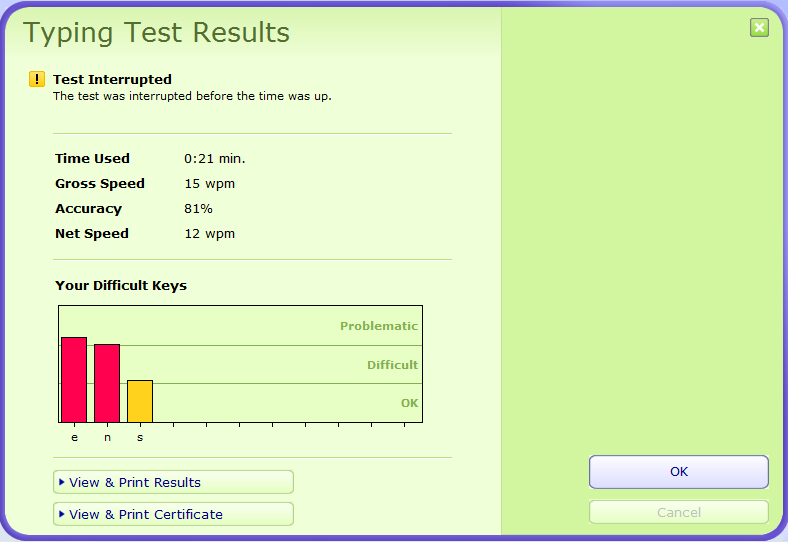 Typing Test Results
Test Interrupted
The test was interrupted before the time was up.
Time Used 0:21 min.
Gross Speed 15 wpm
Accuracy 81%
Net Speed 12 wpm
Your Difficult Keys
Problematic
Difficult
OK
e n s
View & Print Results
View & Print Certificate
OK
Cancel